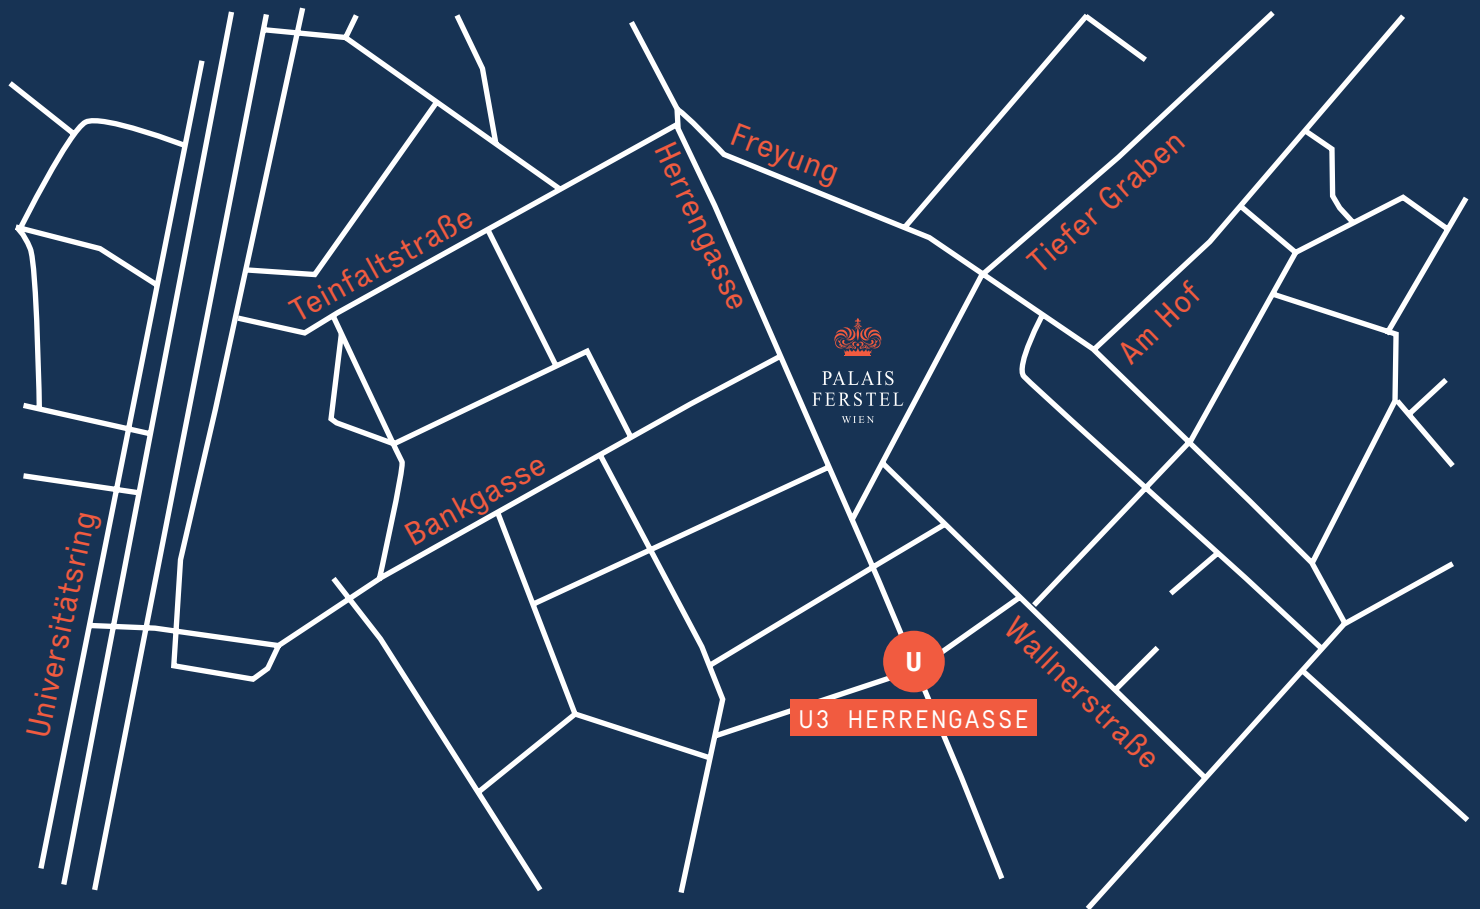 Freyung
Herrengasse
Tiefer Graben
Teinfaltstraße
Am Hof
PALAIS
FERSTEL
WIEN
Bankgasse
Universitätsring
U
Wallnerstraße
U3 HERRENGASSE